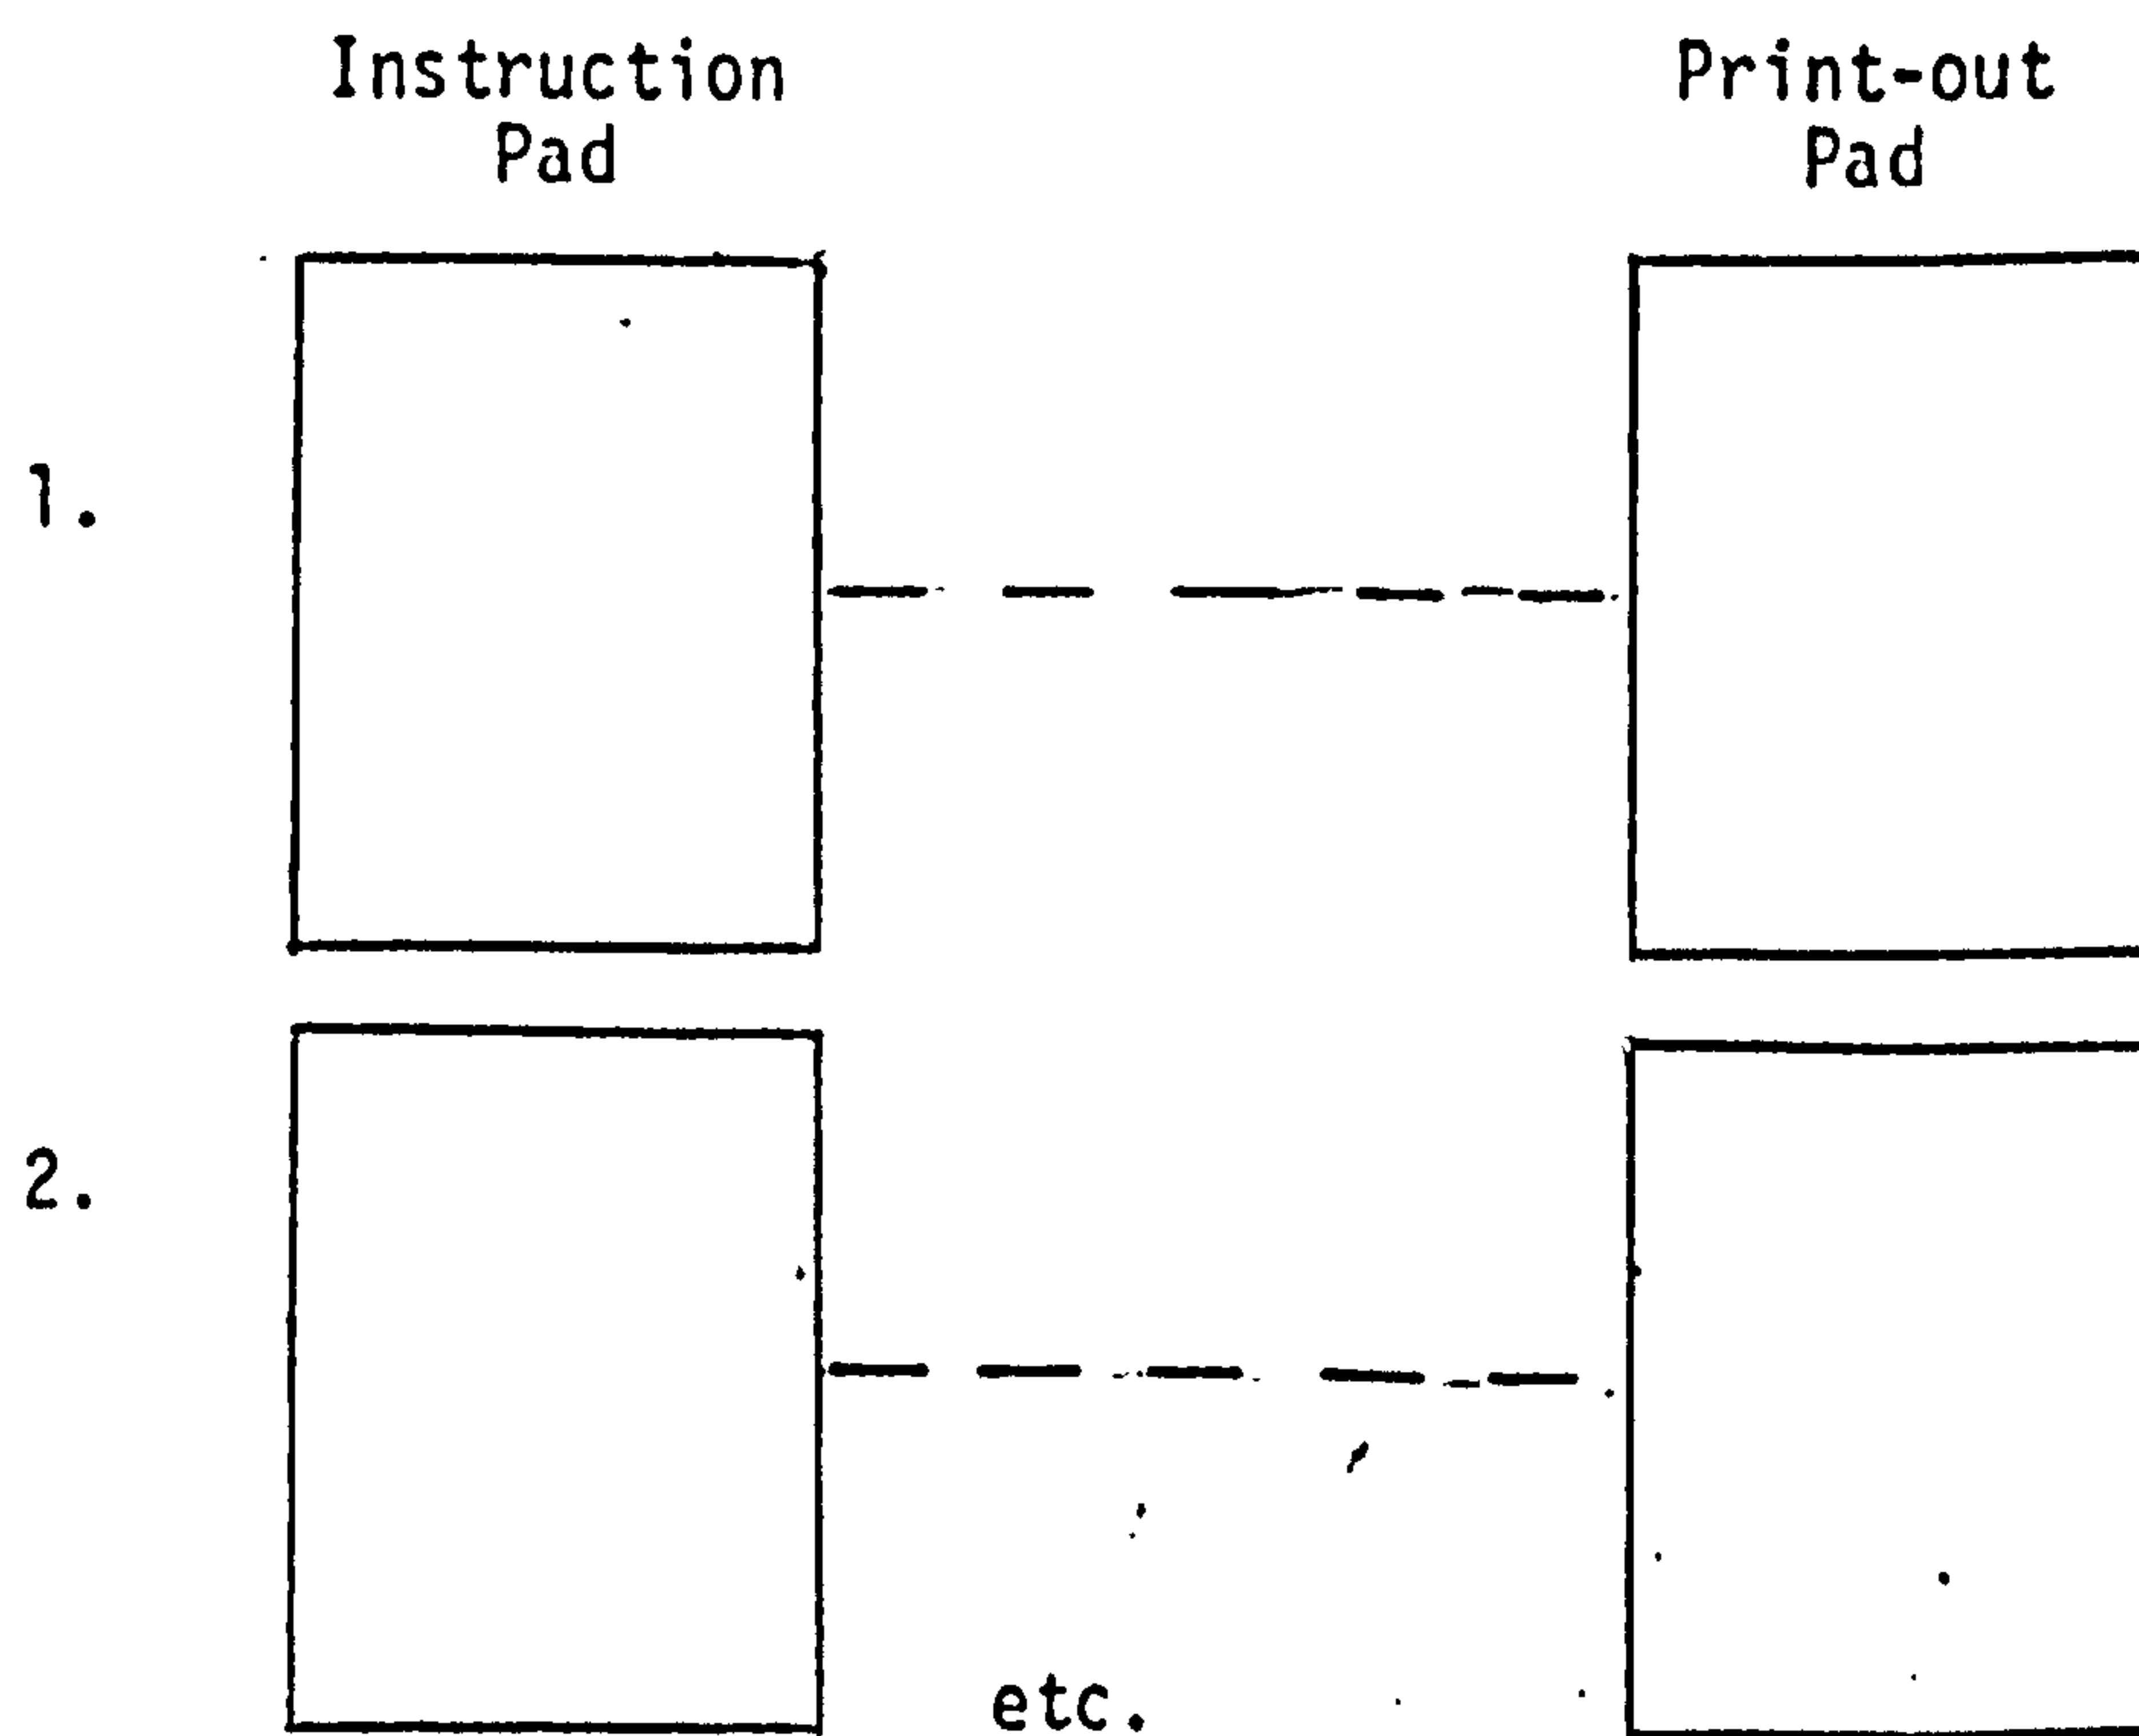 Instruction
Pad
Print-out
Pad
1.
2.
etc.